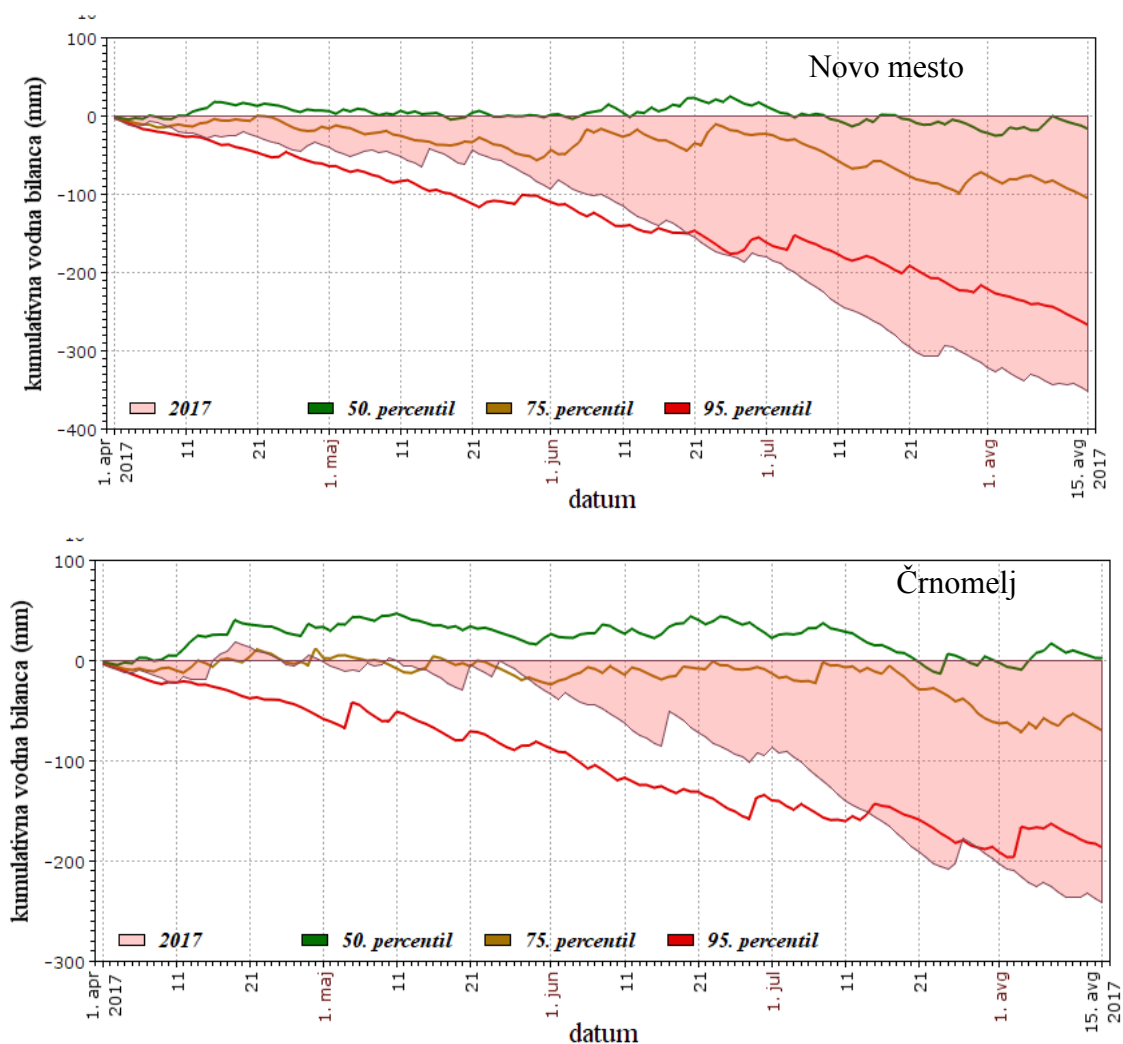 Novo mesto
kumulativna vodna bilanca (mm)
100
0
-100
-200
-300
-400
2017
50. percentil
75. percentil
95. percentil
1. apr
2017
11
21
1. maj
11
21
1. jun
11
21
1. jul
11
21
1. avg
15. avg
2017
datum
Črnomelj
kumulativna vodna bilanca (mm)
100
0
-100
-200
-300
2017
50. percentil
75. percentil
95. percentil
1. apr
2017
11
21
1. maj
11
21
1. jun
11
21
1. jul
11
21
1. avg
15. avg
2017
datum